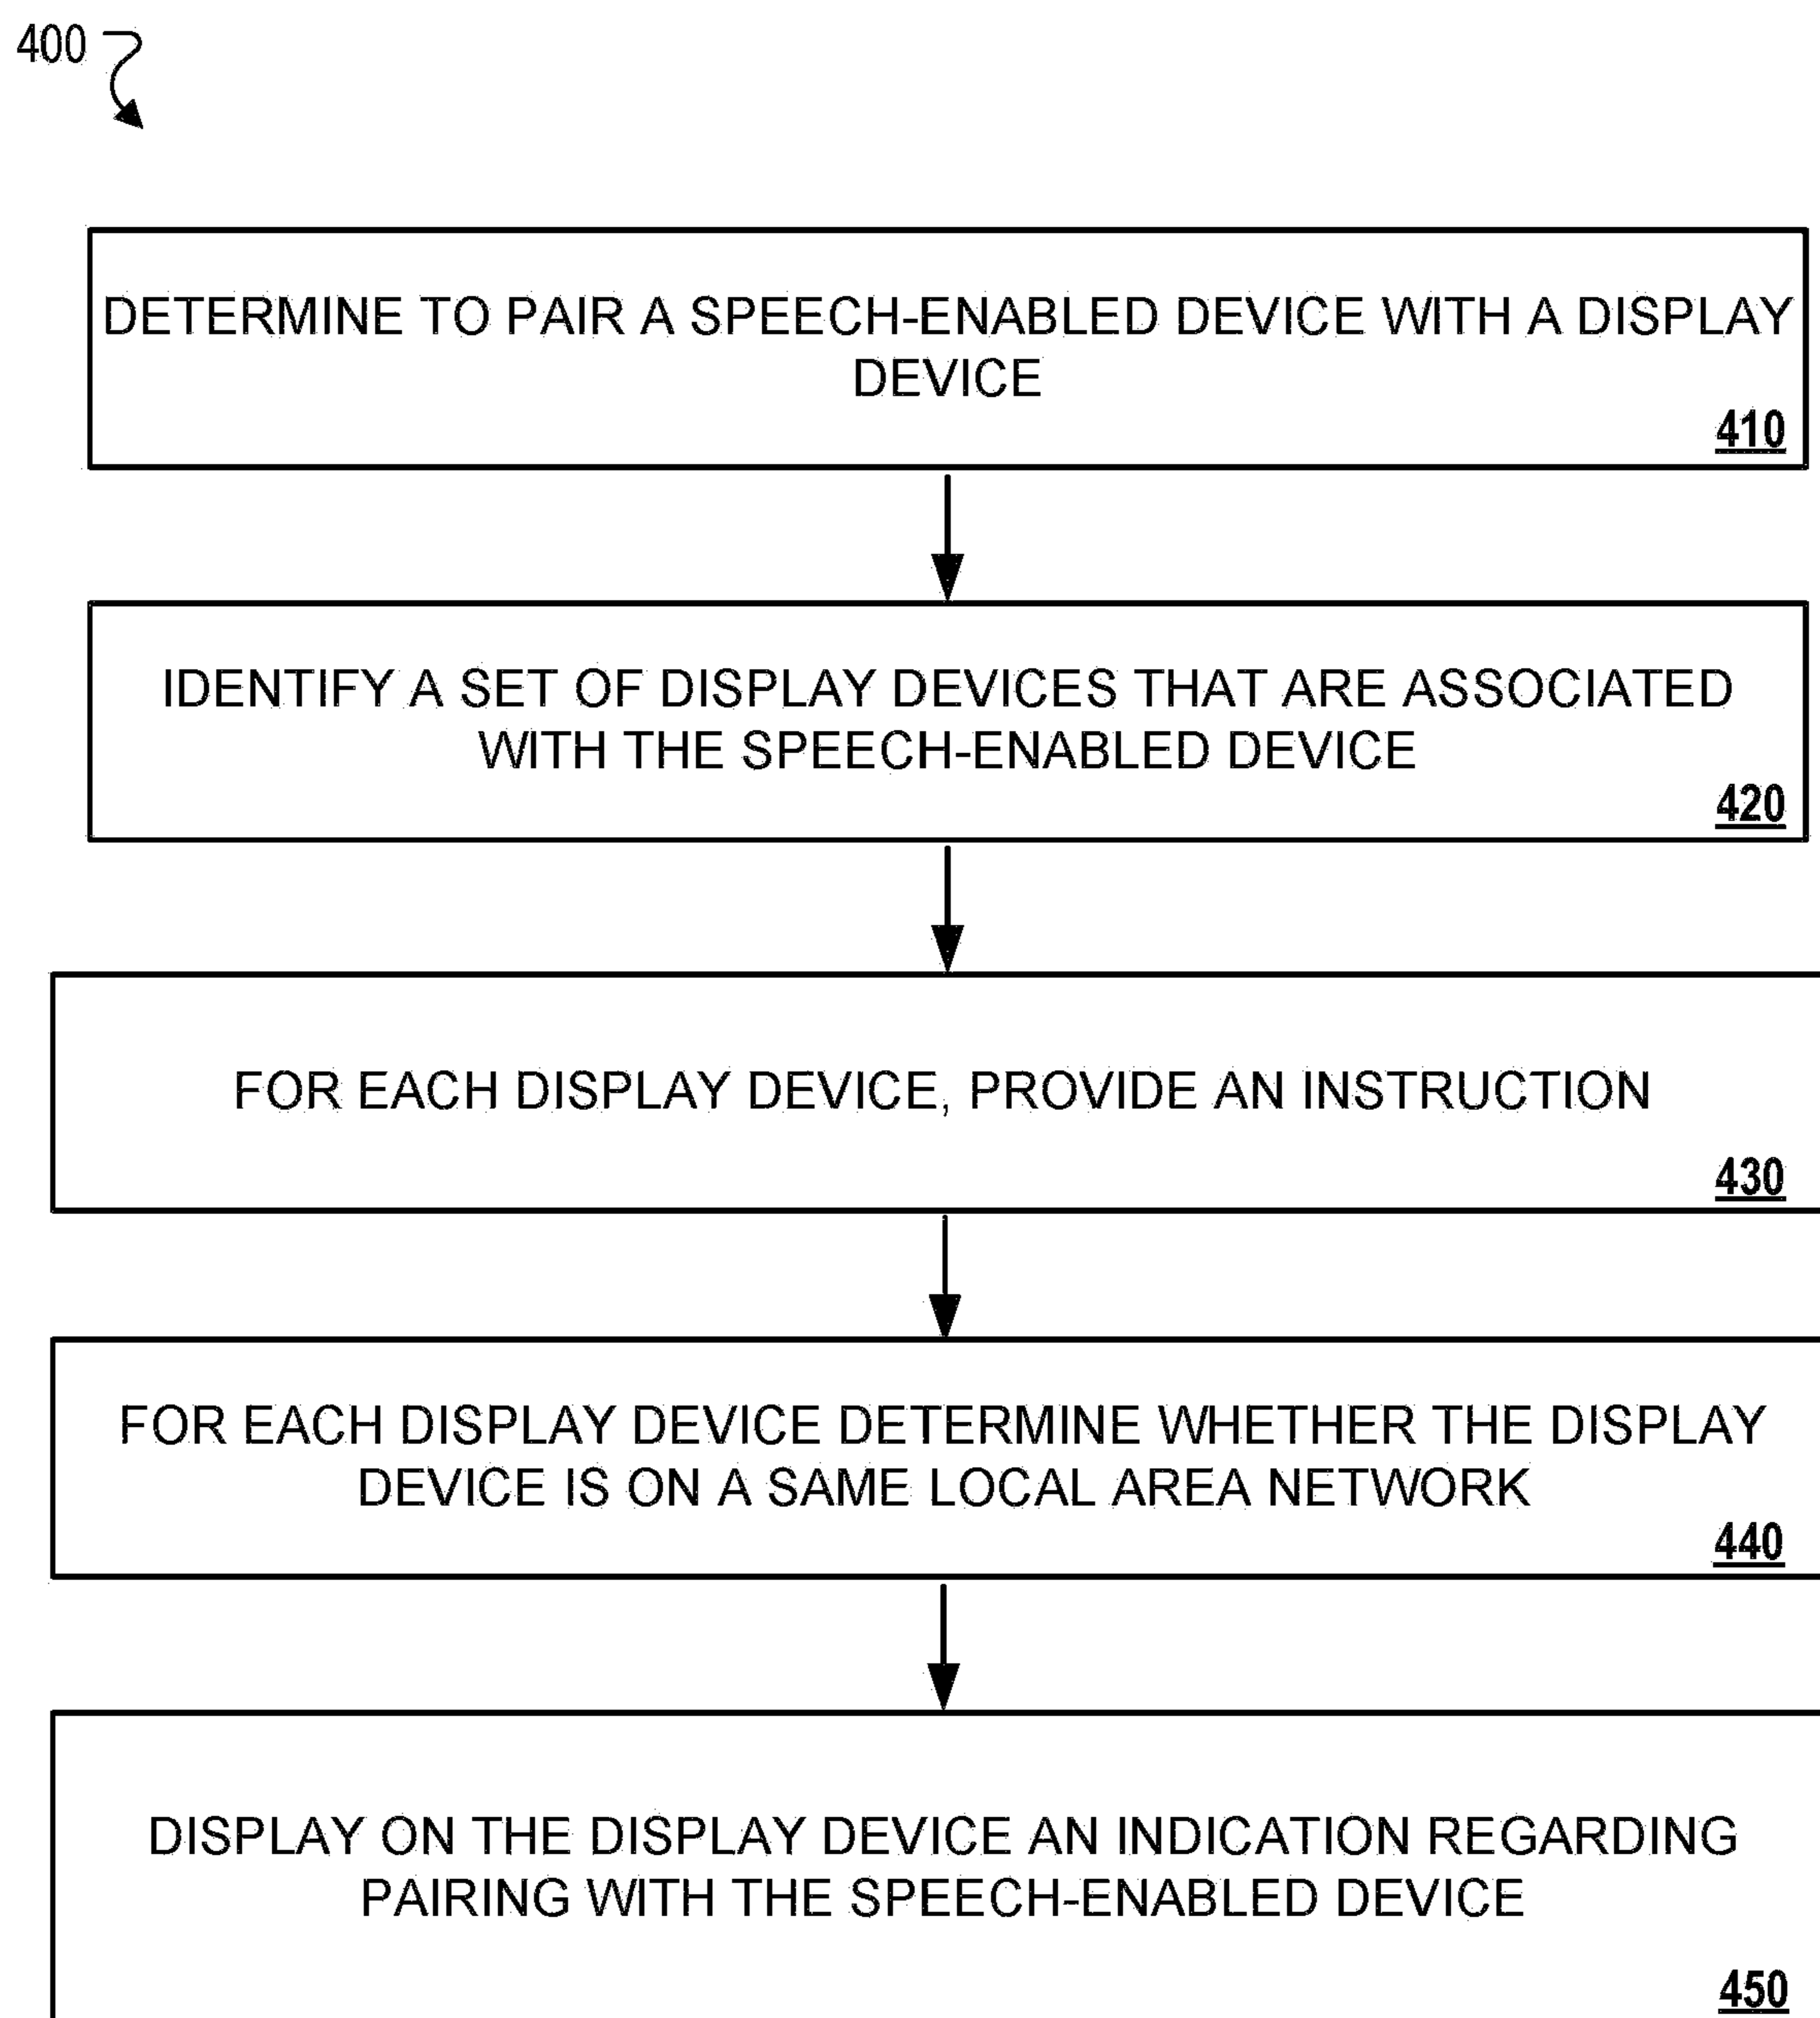 400
DETERMINE TO PAIR A SPEECH-ENABLED DEVICE WITH A DISPLAY
DEVICE
410
IDENTIFY A SET OF DISPLAY DEVICES THAT ARE ASSOCIATED
WITH THE SPEECH-ENABLED DEVICE
420
FOR EACH DISPLAY DEVICE, PROVIDE AN INSTRUCTION
430
FOR EACH DISPLAY DEVICE DETERMINE WHETHER THE DISPLAY
DEVICE IS ON A SAME LOCAL AREA NETWORK
440
DISPLAY ON THE DISPLAY DEVICE AN INDICATION REGARDING
PAIRING WITH THE SPEECH-ENABLED DEVICE
450